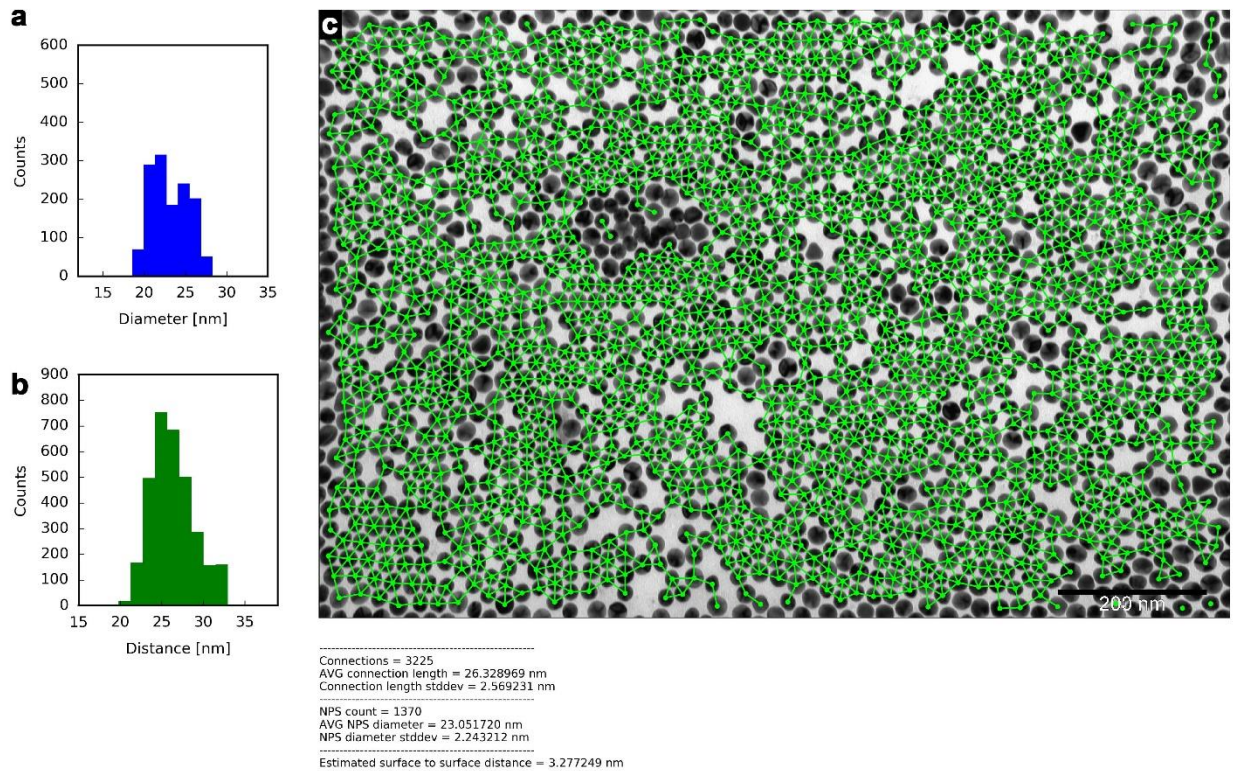 a
600
500
400
300
200
100
0
Counts
15 20 25 30 35
Diameter [nm]
b
900
800
700
600
500
400
300
200
100
0
Counts
15 20 25 30 35
Distance [nm]
c
200 nm
------------------------------------------------------
Connections = 3225
AVG connection length = 26.328969 nm
Connection length stddev = 2.569231 nm
------------------------------------------------------
NPS count = 1370
AVG NPS diameter = 23.051720 nm
NPS diameter stddev = 2.243212 nm
------------------------------------------------------
Estimated surface to surface distance = 3.277249 nm